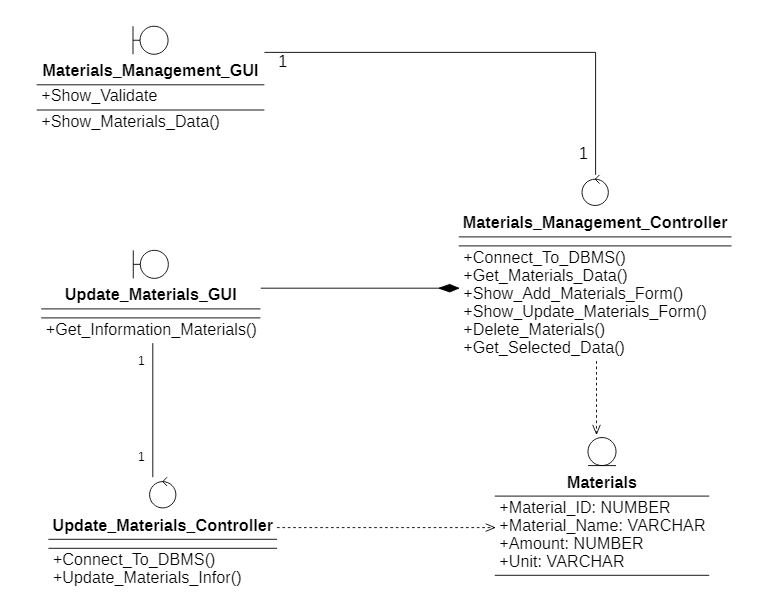 Materials_Management_GUI
+Show_Validate
+Show_Materials_Data()
1
1
Materials_Management_Controller
+Connect_To_DBMS()
+Get_Materials_Data()
+Show_Add_Materials_Form()
+Show_Update_Materials_Form()
+Delete_Materials()
+Get_Selected_Data()
Update_Materials_GUI
+Get_Information_Materials()
1
1
Update_Materials_Controller
+Connect_To_DBMS()
+Update_Materials_Infor()
Materials
+Material_ID: NUMBER
+Material_Name: VARCHAR
+Amount: NUMBER
+Unit: VARCHAR